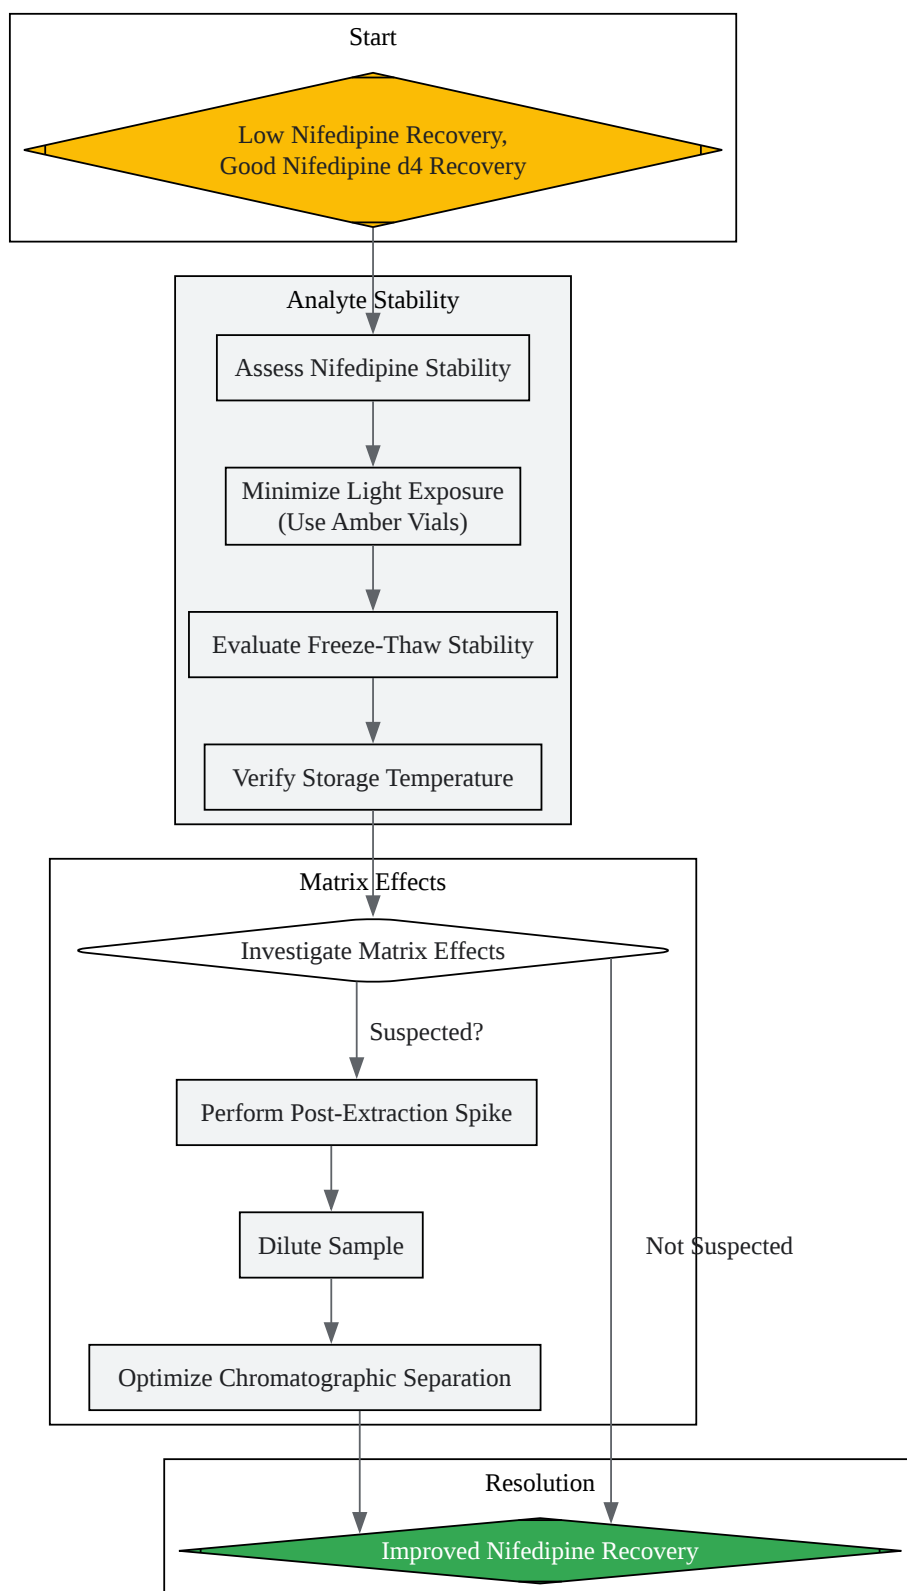 Start
Low Nifedipine Recovery,
Good Nifedipine d4 Recovery
Analyte Stability
Assess Nifedipine Stability
Minimize Light Exposure
(Use Amber Vials)
Evaluate Freeze-Thaw Stability
Verify Storage Temperature
Matrix Effects
Investigate Matrix Effects
Suspected?
Perform Post-Extraction Spike
Dilute Sample
Not Suspected
Optimize Chromatographic Separation
Resolution
Improved Nifedipine Recovery